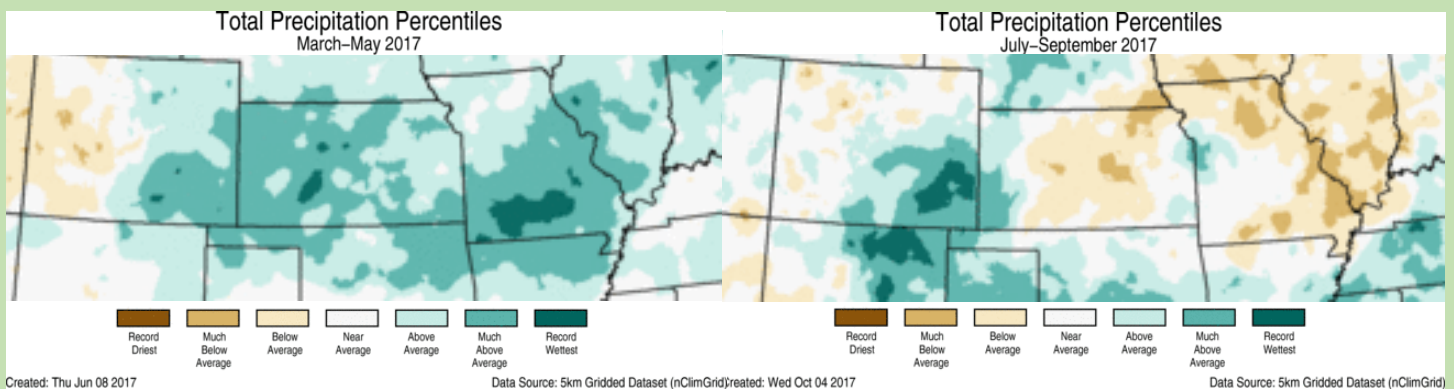 Total Precipitation Percentiles
March–May 2017
Record
Driest
Much
Below
Average
Below
Average
Near
Average
Above
Average
Much
Above
Average
Record
Wettest
Created: Thu Jun 08 2017
Data Source: 5km Gridded Dataset (nClimGrid)
Total Precipitation Percentiles
July–September 2017
Record
Driest
Much
Below
Average
Below
Average
Near
Average
Above
Average
Much
Above
Average
Record
Wettest
reated: Wed Oct 04 2017
Data Source: 5km Gridded Dataset (nClimGrid)